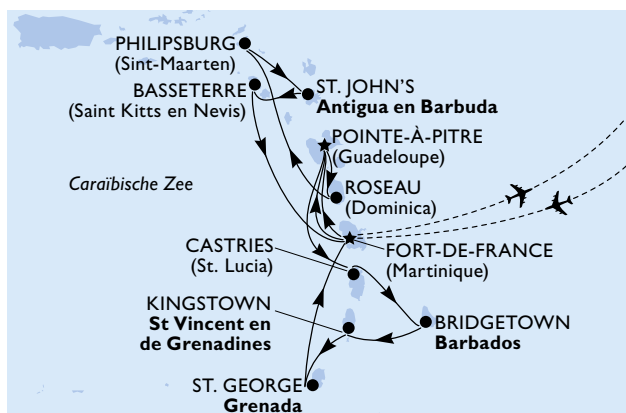 PHILIPSBURG
(Sint-Maarten)
BASSETERRE
(Saint Kitts en Nevis)
ST. JOHN'S
Antigua en Barbuda
POINTE-À-PITRE
(Guadeloupe)
Caraïbische Zee
ROSEAU
(Dominica)
CASTRIES
(St. Lucia)
FORT-DE-FRANCE
(Martinique)
KINGSTOWN
St Vincent en
de Grenadines
BRIDGETOWN
Barbados
ST. GEORGE
Grenada